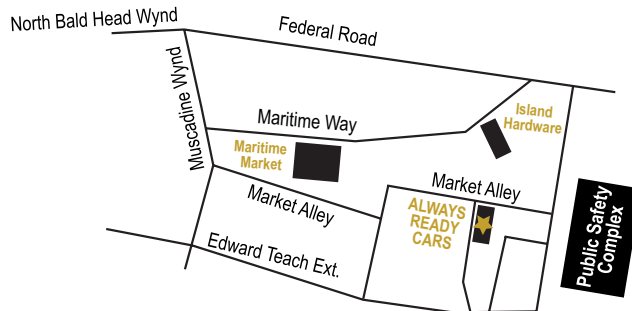 North Bald Head Wynd
Federal Road
Muscadine Wynd
Maritime Way
Island
Hardware
Maritime
Market
Market Alley
Market Alley
ALWAYS
READY
CARS
Public Safety
Complex
Edward Teach Ext.